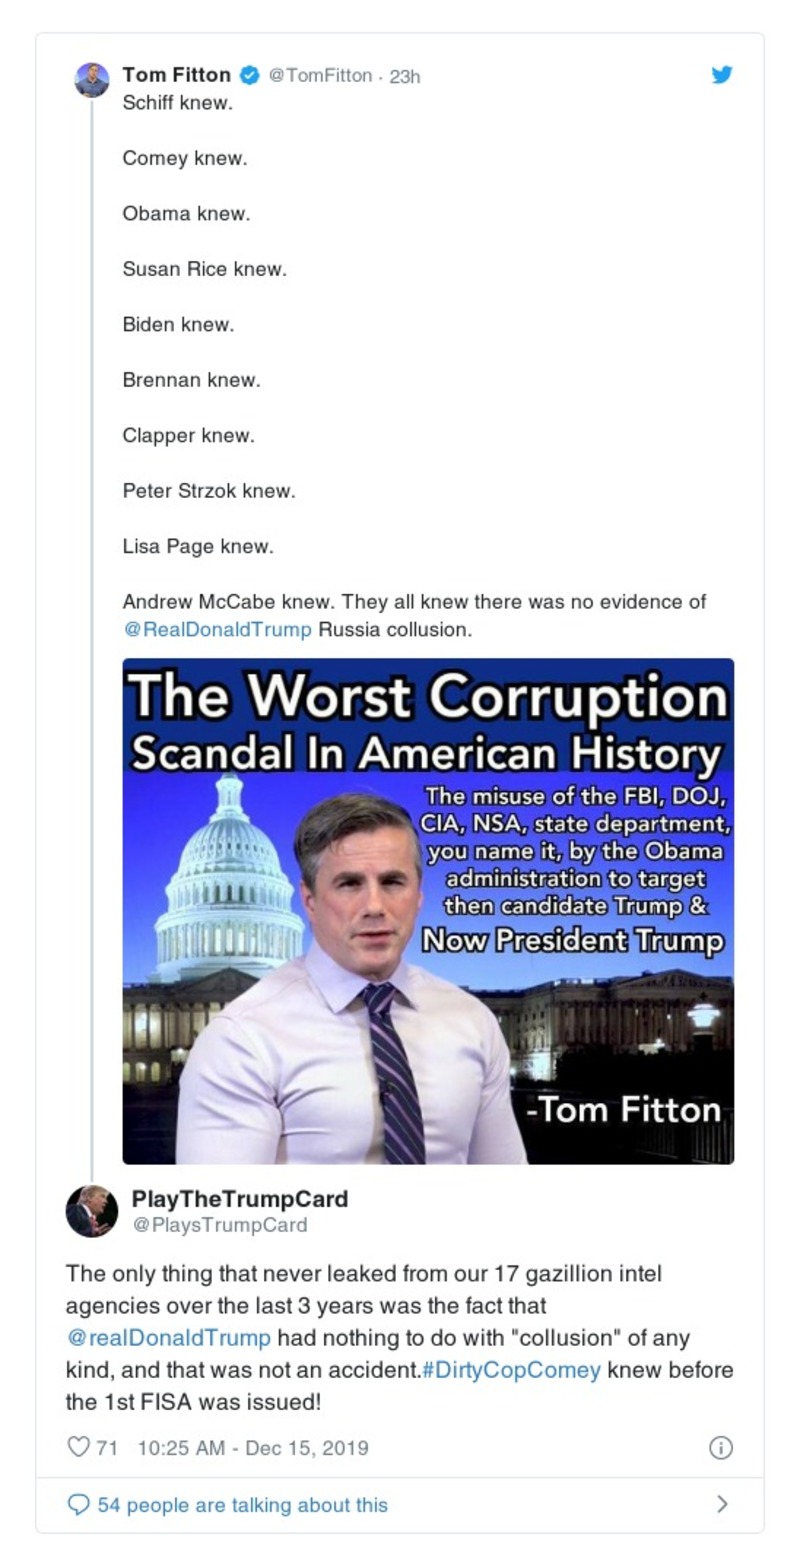 Tom Fitton @TomFitton · 23h
Schiff knew.
Comey knew.
Obama knew.
Susan Rice knew.
Biden knew.
Brennan knew.
Clapper knew.
Peter Strzok knew.
Lisa Page knew.
Andrew McCabe knew. They all knew there was no evidence of
@RealDonaldTrump Russia collusion.
The Worst Corruption
Scandal In American History
The misuse of the FBI, DOJ,
CIA, NSA, state department,
you name it, by the Obama
administration to target
then candidate Trump &
Now President Trump
-Tom Fitton
PlayTheTrumpCard
@PlaysTrumpCard
The only thing that never leaked from our 17 gazillion intel
agencies over the last 3 years was the fact that
@realDonaldTrump had nothing to do with "collusion" of any
kind, and that was not an accident.#DirtyCopComey knew before
the 1st FISA was issued!
71 10:25 AM - Dec 15, 2019
54 people are talking about this